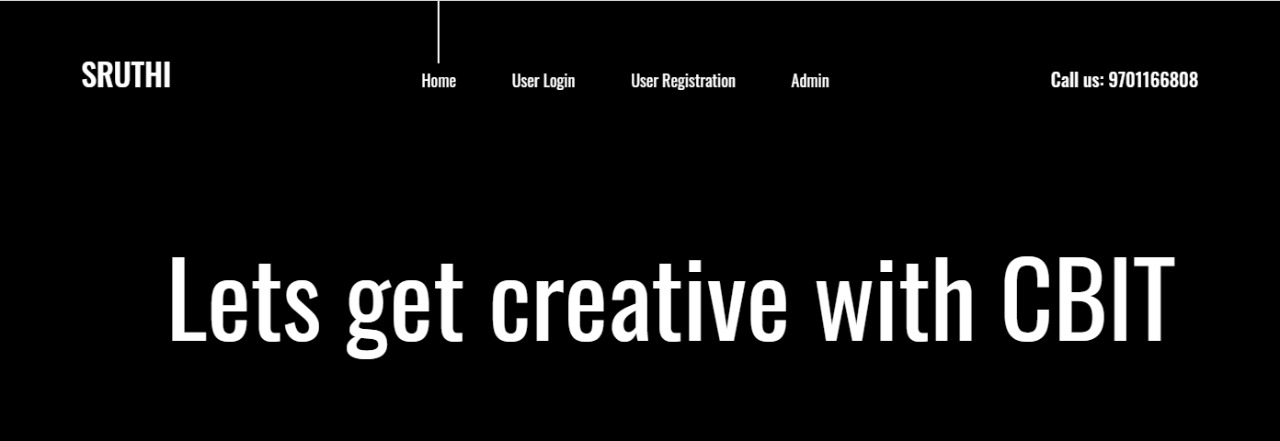 SRUTHI Home User Login User Registration Admin Call us: 9701166808
Lets get creative with CBIT